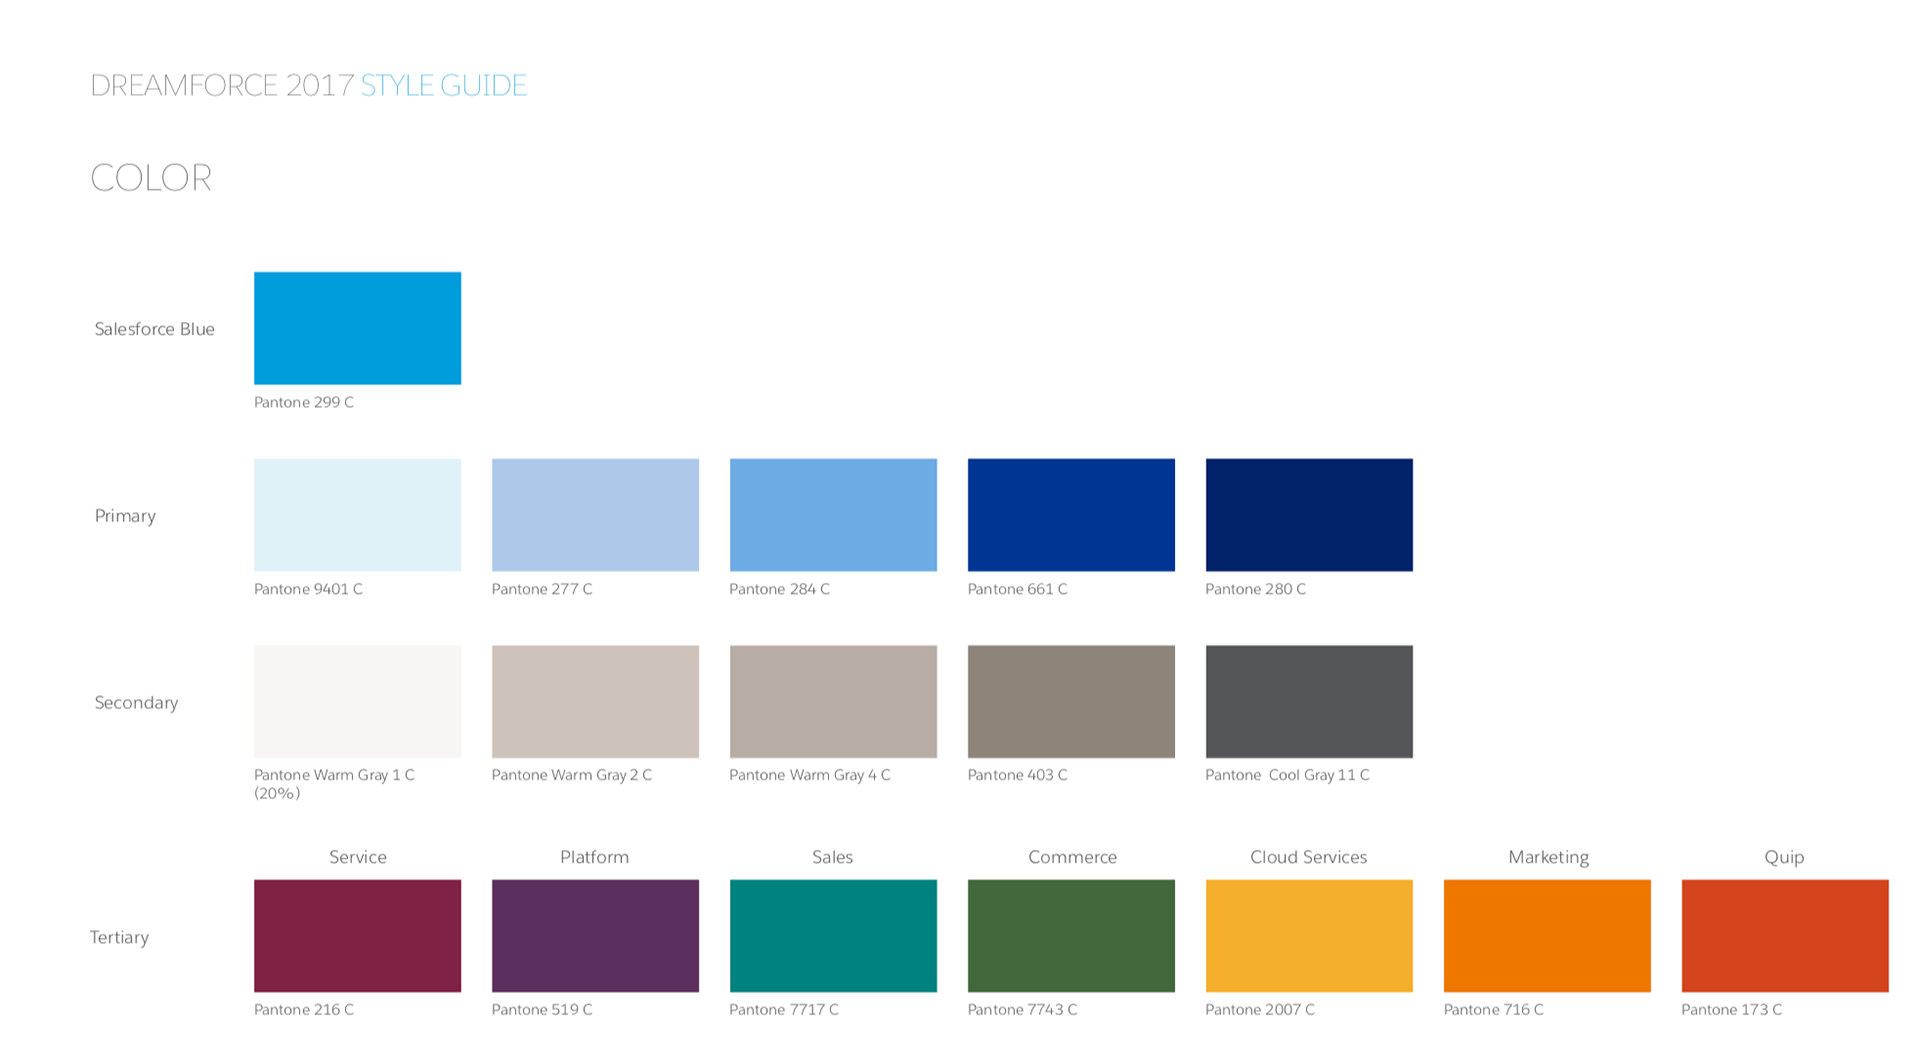 DREAMFORCE 2017 STYLE GUIDE
COLOR
Salesforce Blue
Pantone 299 C
Primary
Pantone 9401 C
Pantone 277 C
Pantone 284 C
Pantone 661 C
Pantone 280 C
Secondary
Pantone Warm Gray 1 C
(20%)
Pantone Warm Gray 2 C
Pantone Warm Gray 4 C
Pantone 403 C
Pantone  Cool Gray 11 C
Service
Platform
Sales
Commerce
Cloud Services
Marketing
Quip
Tertiary
Pantone 216 C
Pantone 519 C
Pantone 7717 C
Pantone 7743 C
Pantone 2007 C
Pantone 716 C
Pantone 173 C